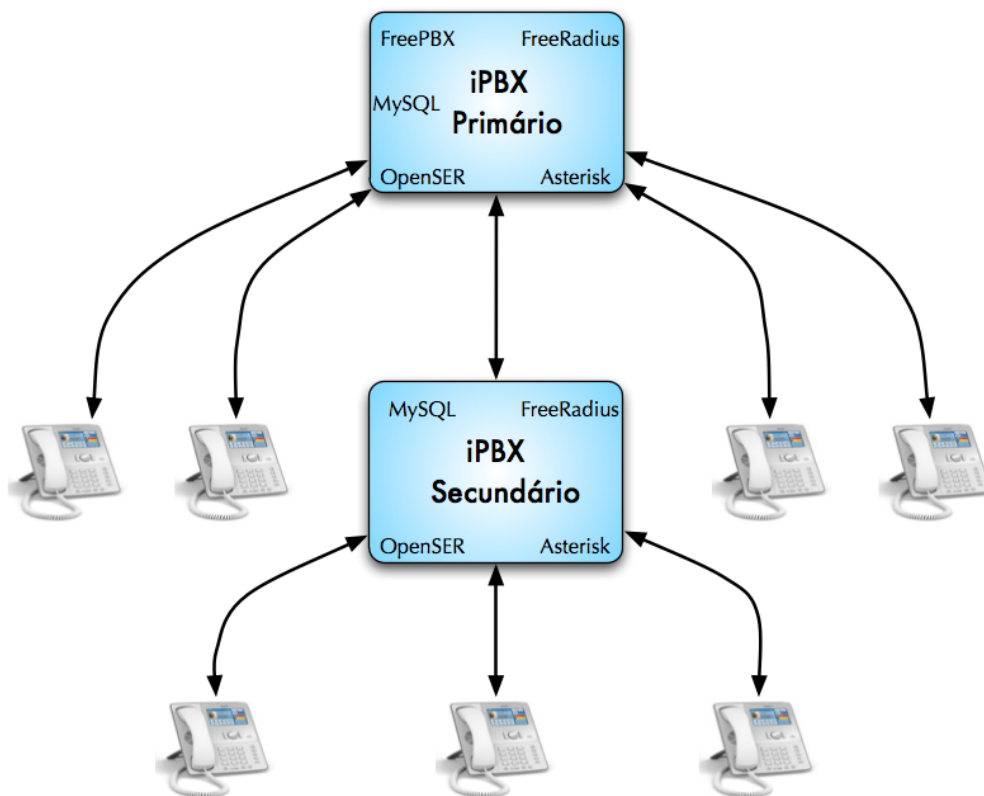 FreePBX FreeRadius
iPBX
MySQL
Primário
OpenSER Asterisk
MySQL FreeRadius
iPBX
Secundário
OpenSER Asterisk